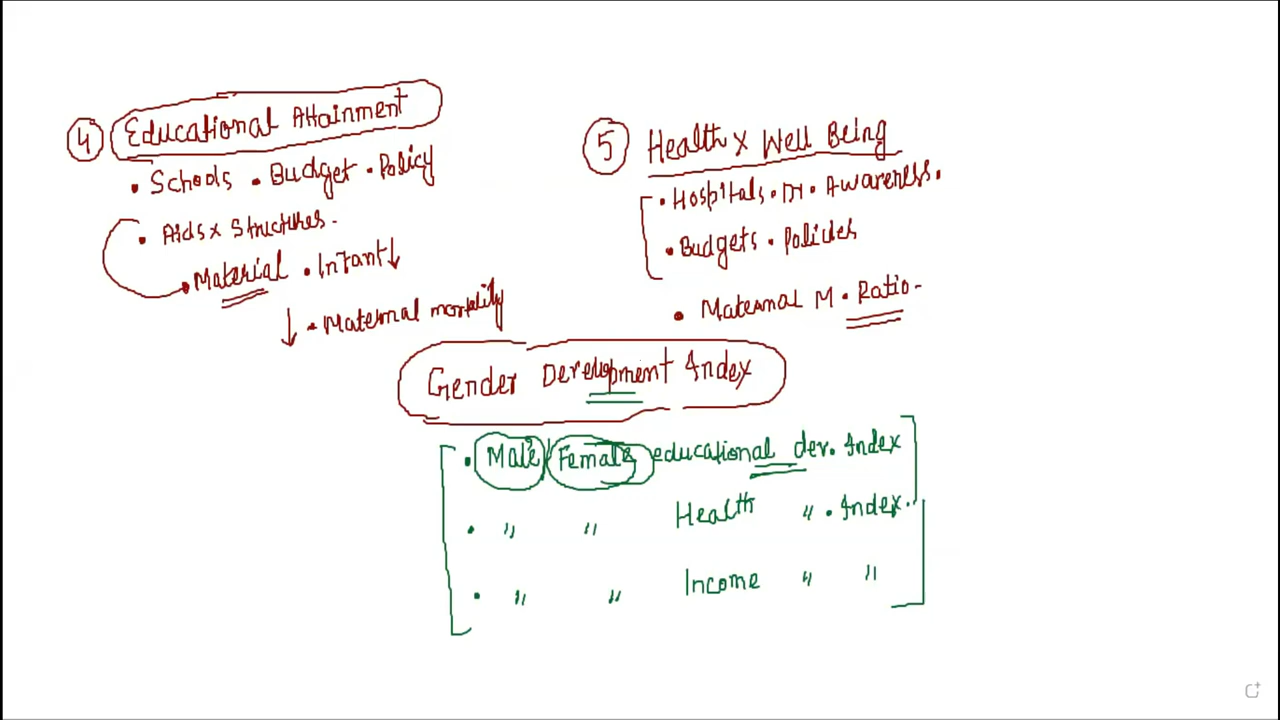 4 Educational Attainment
• Schools • Budget • Policy
• Aids x Structures.
• Material • Infant ↓
↓ • Maternal mortality
5 Health x Well Being
• Hospitals • Dr • Awareness.
• Budgets • Policies
• Maternal M • Ratio.
Gender Development Index
• Male / Female educational dev. Index
• " " Health " • Index.
• " " Income " "